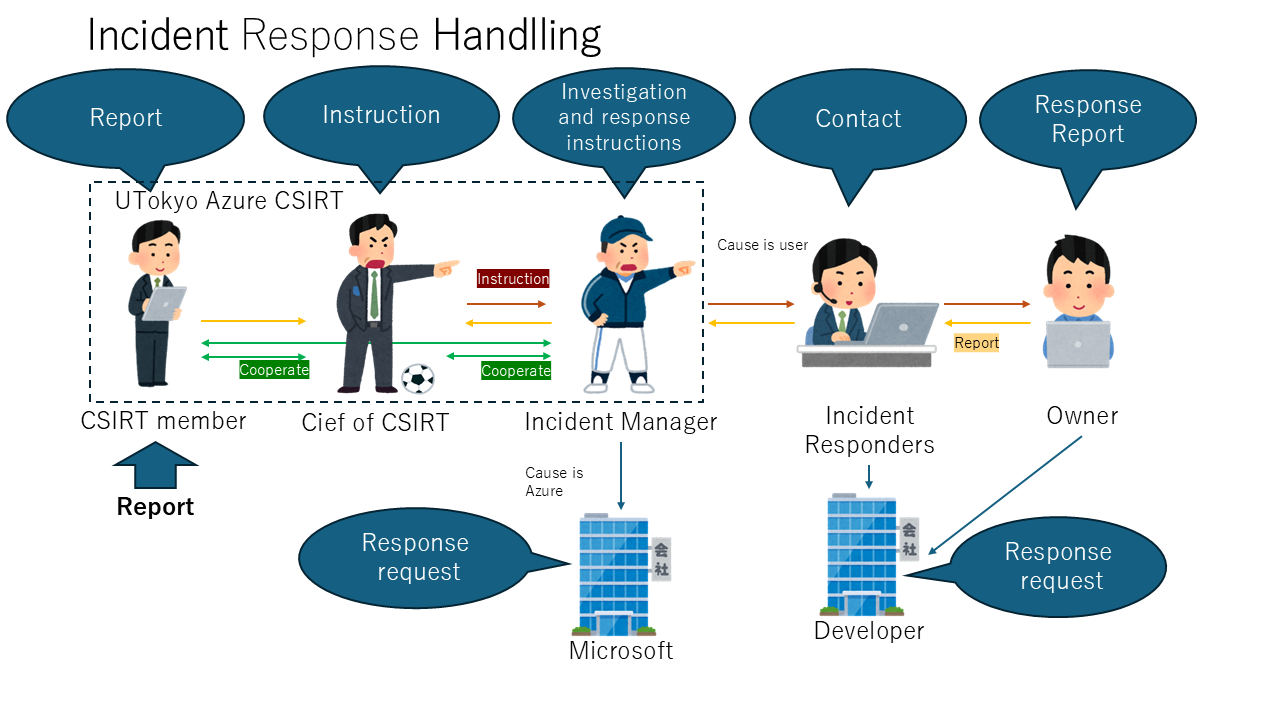 Incident Response Handlling
Report
Instruction
Investigation
and response
instructions
Contact
Response
Report
UTokyo Azure CSIRT
Cause is user
Instruction
Report
Cooperate
Cooperate
CSIRT member
Cief of CSIRT
Incident Manager
Incident
Responders
Owner
Report
Cause is
Azure
Response
request
会
社
会
社
Response
request
Microsoft
Developer